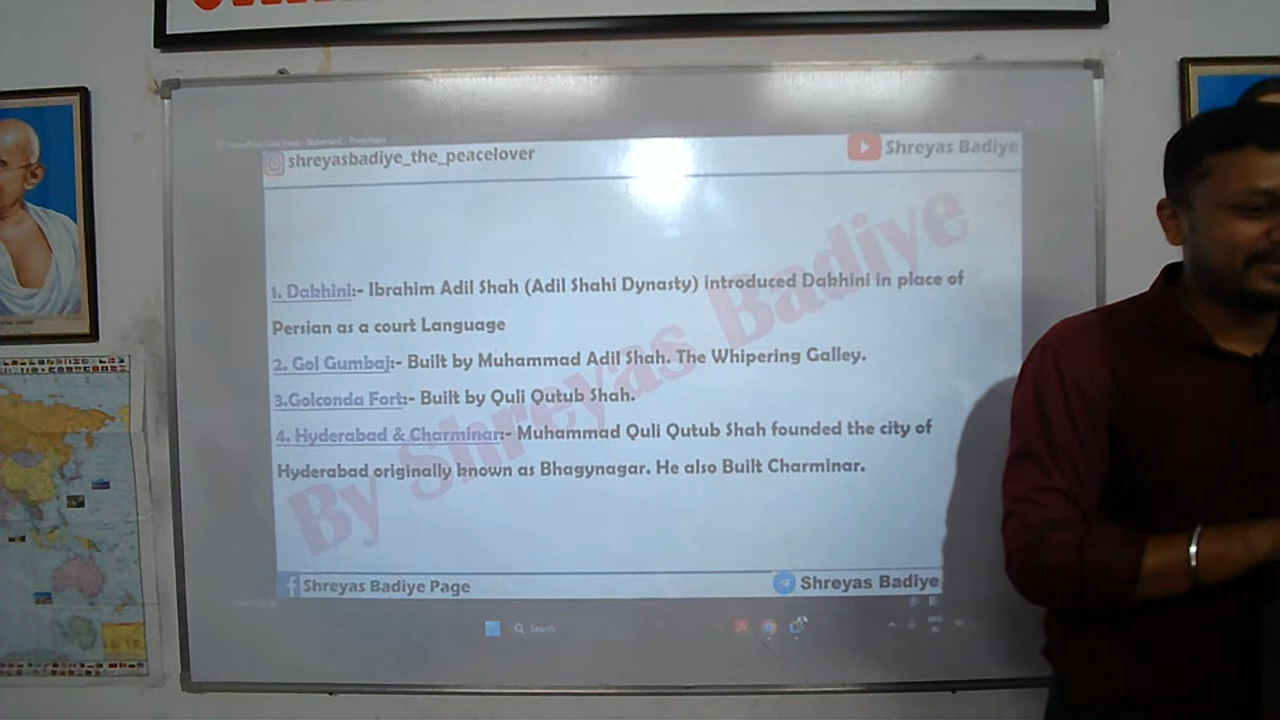 shreyasbadiye_the_peacelover
Shreyas Badiye
1. Dakhini:- Ibrahim Adil Shah (Adil Shahi Dynasty) introduced Dakhini in place of
Persian as a court Language
2. Gol Gumbaj:- Built by Muhammad Adil Shah. The Whipering Galley.
3.Golconda Fort:- Built by Quli Qutub Shah.
4. Hyderabad & Charminar:- Muhammad Quli Qutub Shah founded the city of
Hyderabad originally known as Bhagynagar. He also Built Charminar.
By Shreyas Badiye
Shreyas Badiye Page
Shreyas Badiye
Search